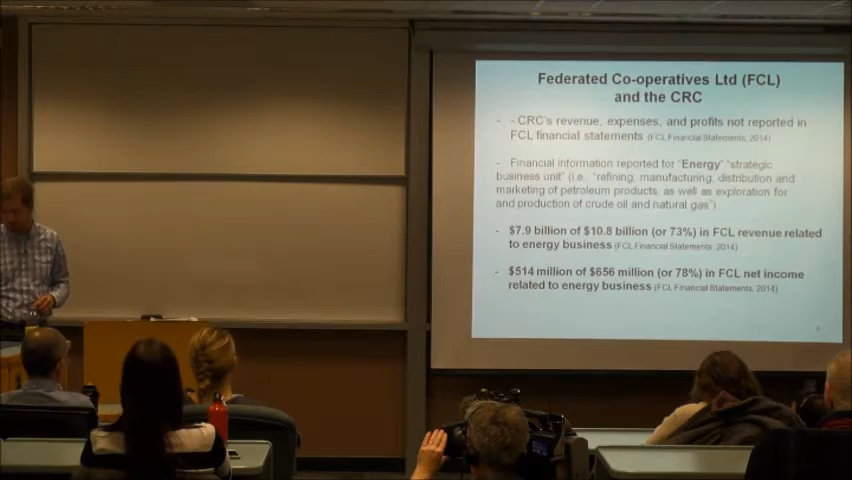 Federated Co-operatives Ltd (FCL)
and the CRC
- - CRC's revenue, expenses, and profits not reported in
FCL financial statements (FCL Financial Statements, 2014)
- Financial information reported for "Energy" "strategic
business unit" (i.e., "refining, manufacturing, distribution and
marketing of petroleum products, as well as exploration for
and production of crude oil and natural gas")
- $7.9 billion of $10.8 billion (or 73%) in FCL revenue related
to energy business (FCL Financial Statements, 2014)
- $514 million of $656 million (or 78%) in FCL net income
related to energy business (FCL Financial Statements, 2014)